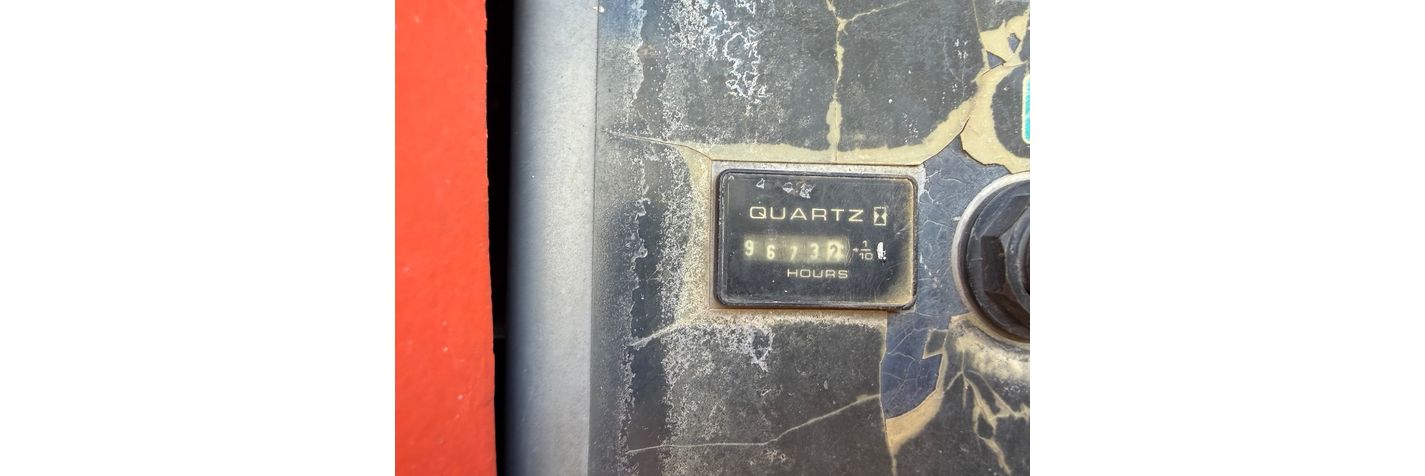 QUARTZ
9673 1/10
HOURS